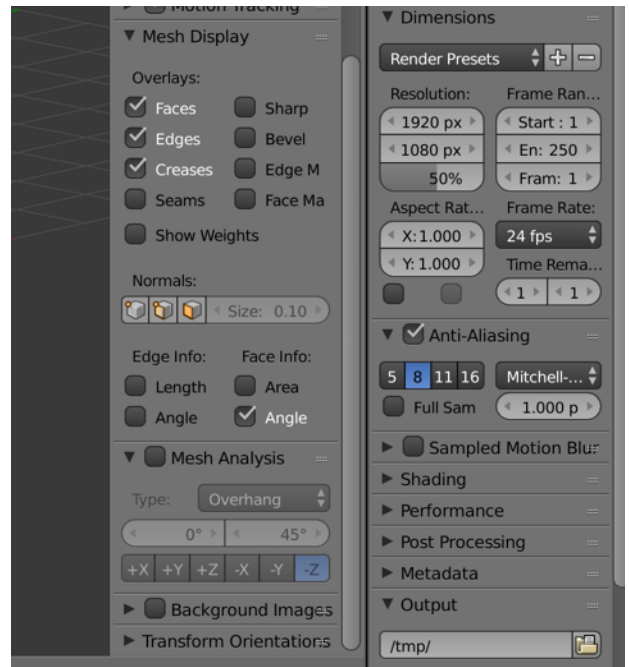 Motion Tracking
Mesh Display
Overlays:
Faces
Sharp
Edges
Bevel
Creases
Edge M
Seams
Face Ma
Show Weights
Normals:
Size: 0.10
Edge Info:
Face Info:
Length
Area
Angle
Angle
Mesh Analysis
Type:
Overhang
0°
45°
+X
+Y
+Z
-X
-Y
-Z
Background Images
Transform Orientations
Dimensions
Render Presets
Resolution:
Frame Ran...
1920 px
Start : 1
1080 px
En: 250
50%
Fram: 1
Aspect Rat...
Frame Rate:
X:1.000
24 fps
Y: 1.000
Time Rema...
1
1
Anti-Aliasing
5
8
11
16
Mitchell-...
Full Sam
1.000 p
Sampled Motion Blur
Shading
Performance
Post Processing
Metadata
Output
/tmp/